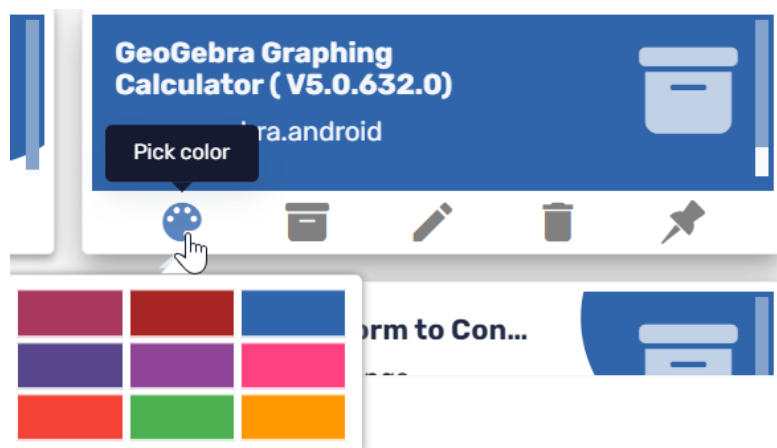 GeoGebra Graphing
Calculator ( V5.0.632.0)
ra.android
Pick color
orm to Con...